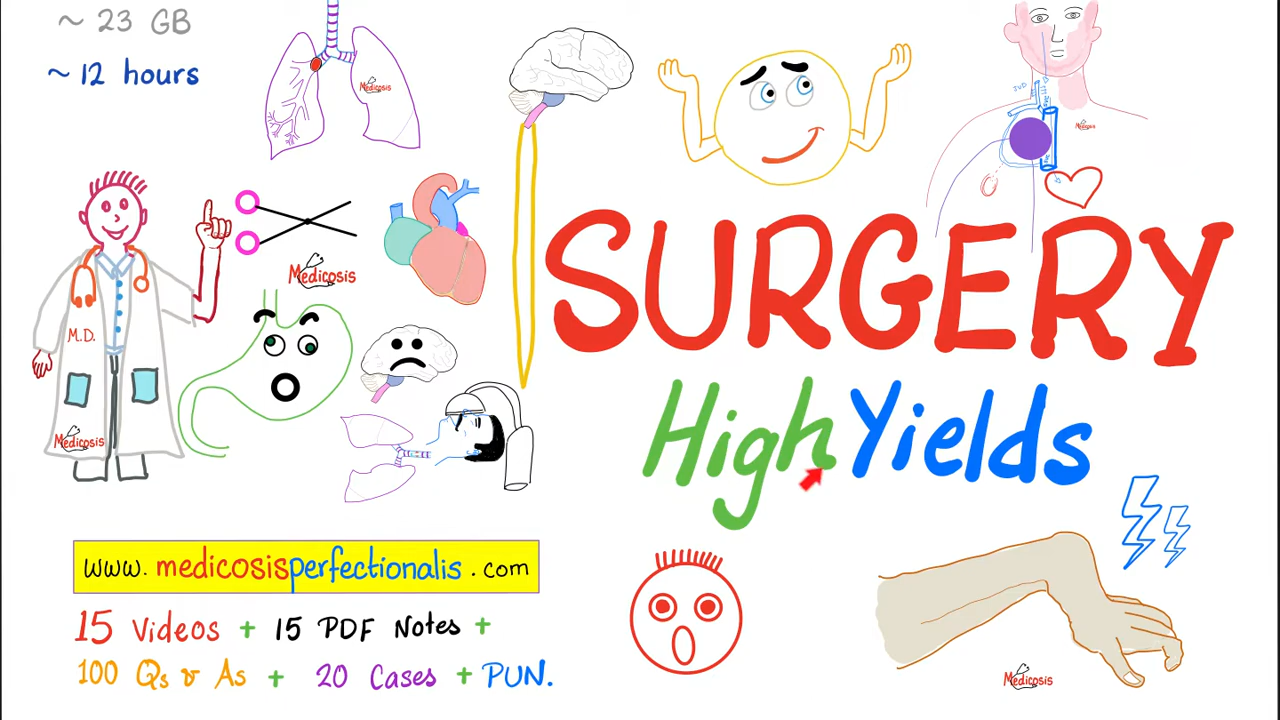 ~ 23 GB
~ 12 hours
Medicosis
Medicosis
SURGERY
Medicosis
M.D.
High Yields
Medicosis
www.medicosisperfectionalis.com
15 Videos + 15 PDF Notes +
100 Qs & As + 20 Cases + PUN.
Medicosis